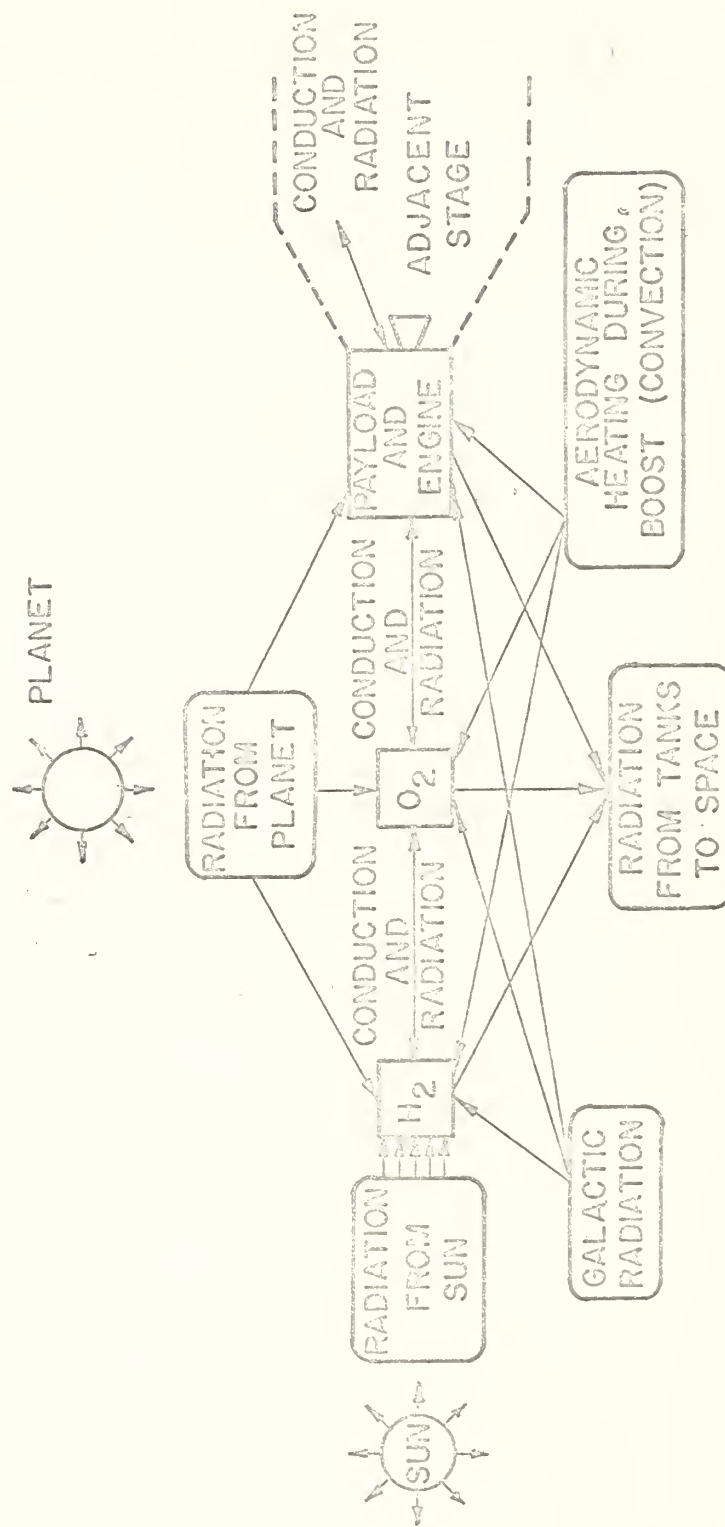 PLANET
RADIATION
FROM
PLANET
SUN
RADIATION
FROM
SUN
H2
CONDUCTION
AND
RADIATION
O2
CONDUCTION
AND
RADIATION
PAYLOAD
AND
ENGINE
CONDUCTION
AND
RADIATION
ADJACENT
STAGE
GALACTIC
RADIATION
RADIATION
FROM TANKS
TO SPACE
AERODYNAMIC
HEATING DURING
BOOST (CONVECTION)